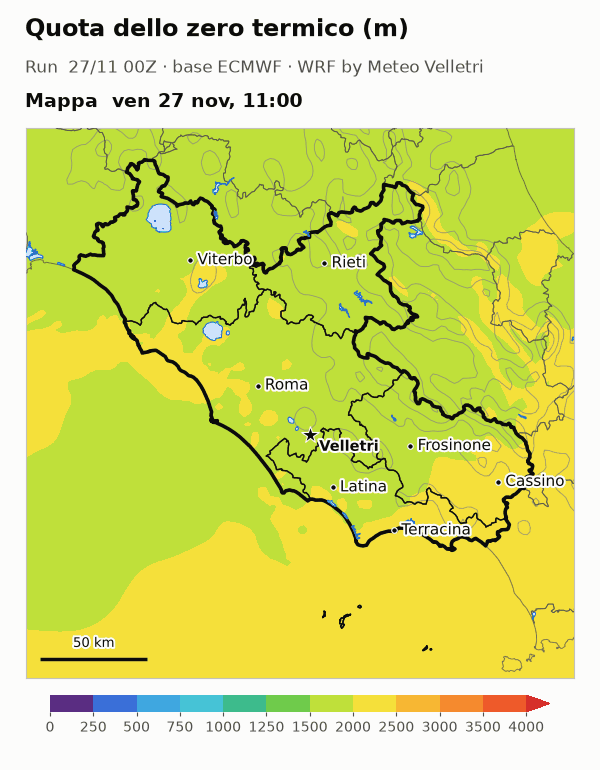 Quota dello zero termico (m)
Run  27/11 00Z · base ECMWF · WRF by Meteo Velletri
Mappa  ven 27 nov, 11:00
Viterbo
Rieti
Roma
Velletri
Frosinone
Cassino
Latina
Terracina
50 km
0 250 500 750 1000 1250 1500 2000 2500 3000 3500 4000